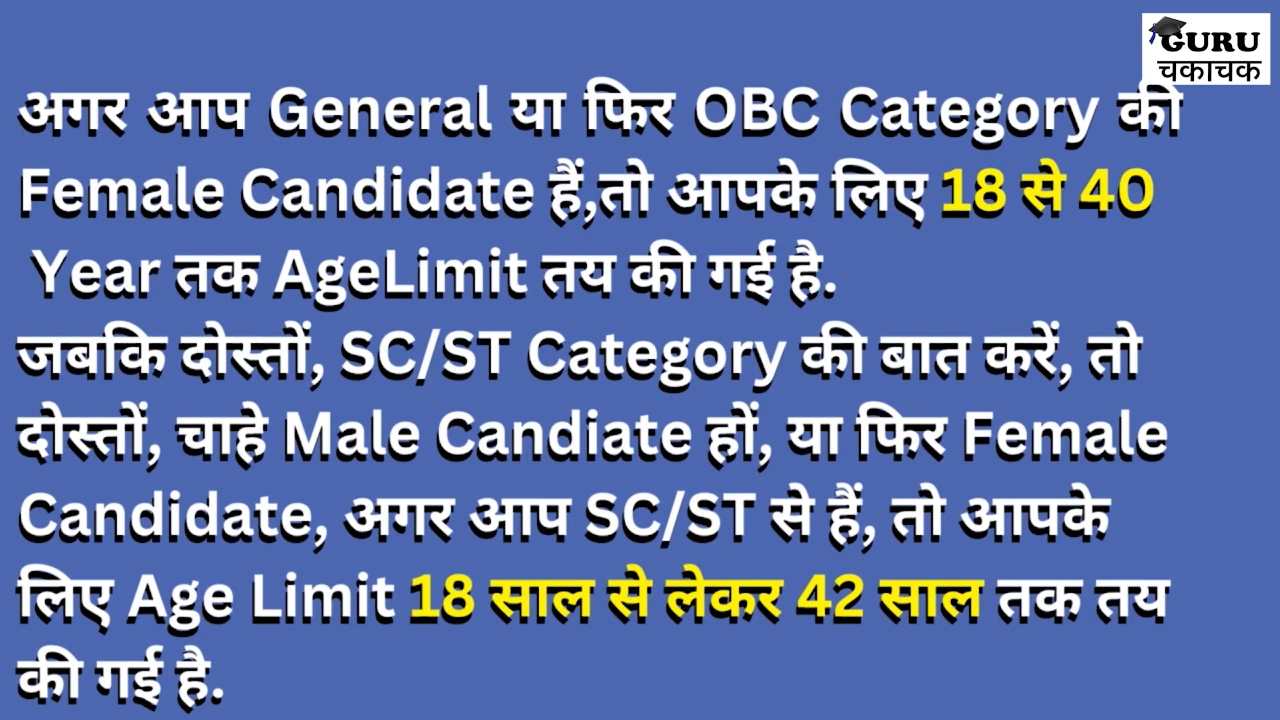 GURU
चकाचक
अगर आप General या फिर OBC Category की
Female Candidate हैं,तो आपके लिए 18 से 40
Year तक AgeLimit तय की गई है.
जबकि दोस्तों, SC/ST Category की बात करें, तो
दोस्तों, चाहे Male Candiate हों, या फिर Female
Candidate, अगर आप SC/ST से हैं, तो आपके
लिए Age Limit 18 साल से लेकर 42 साल तक तय
की गई है.